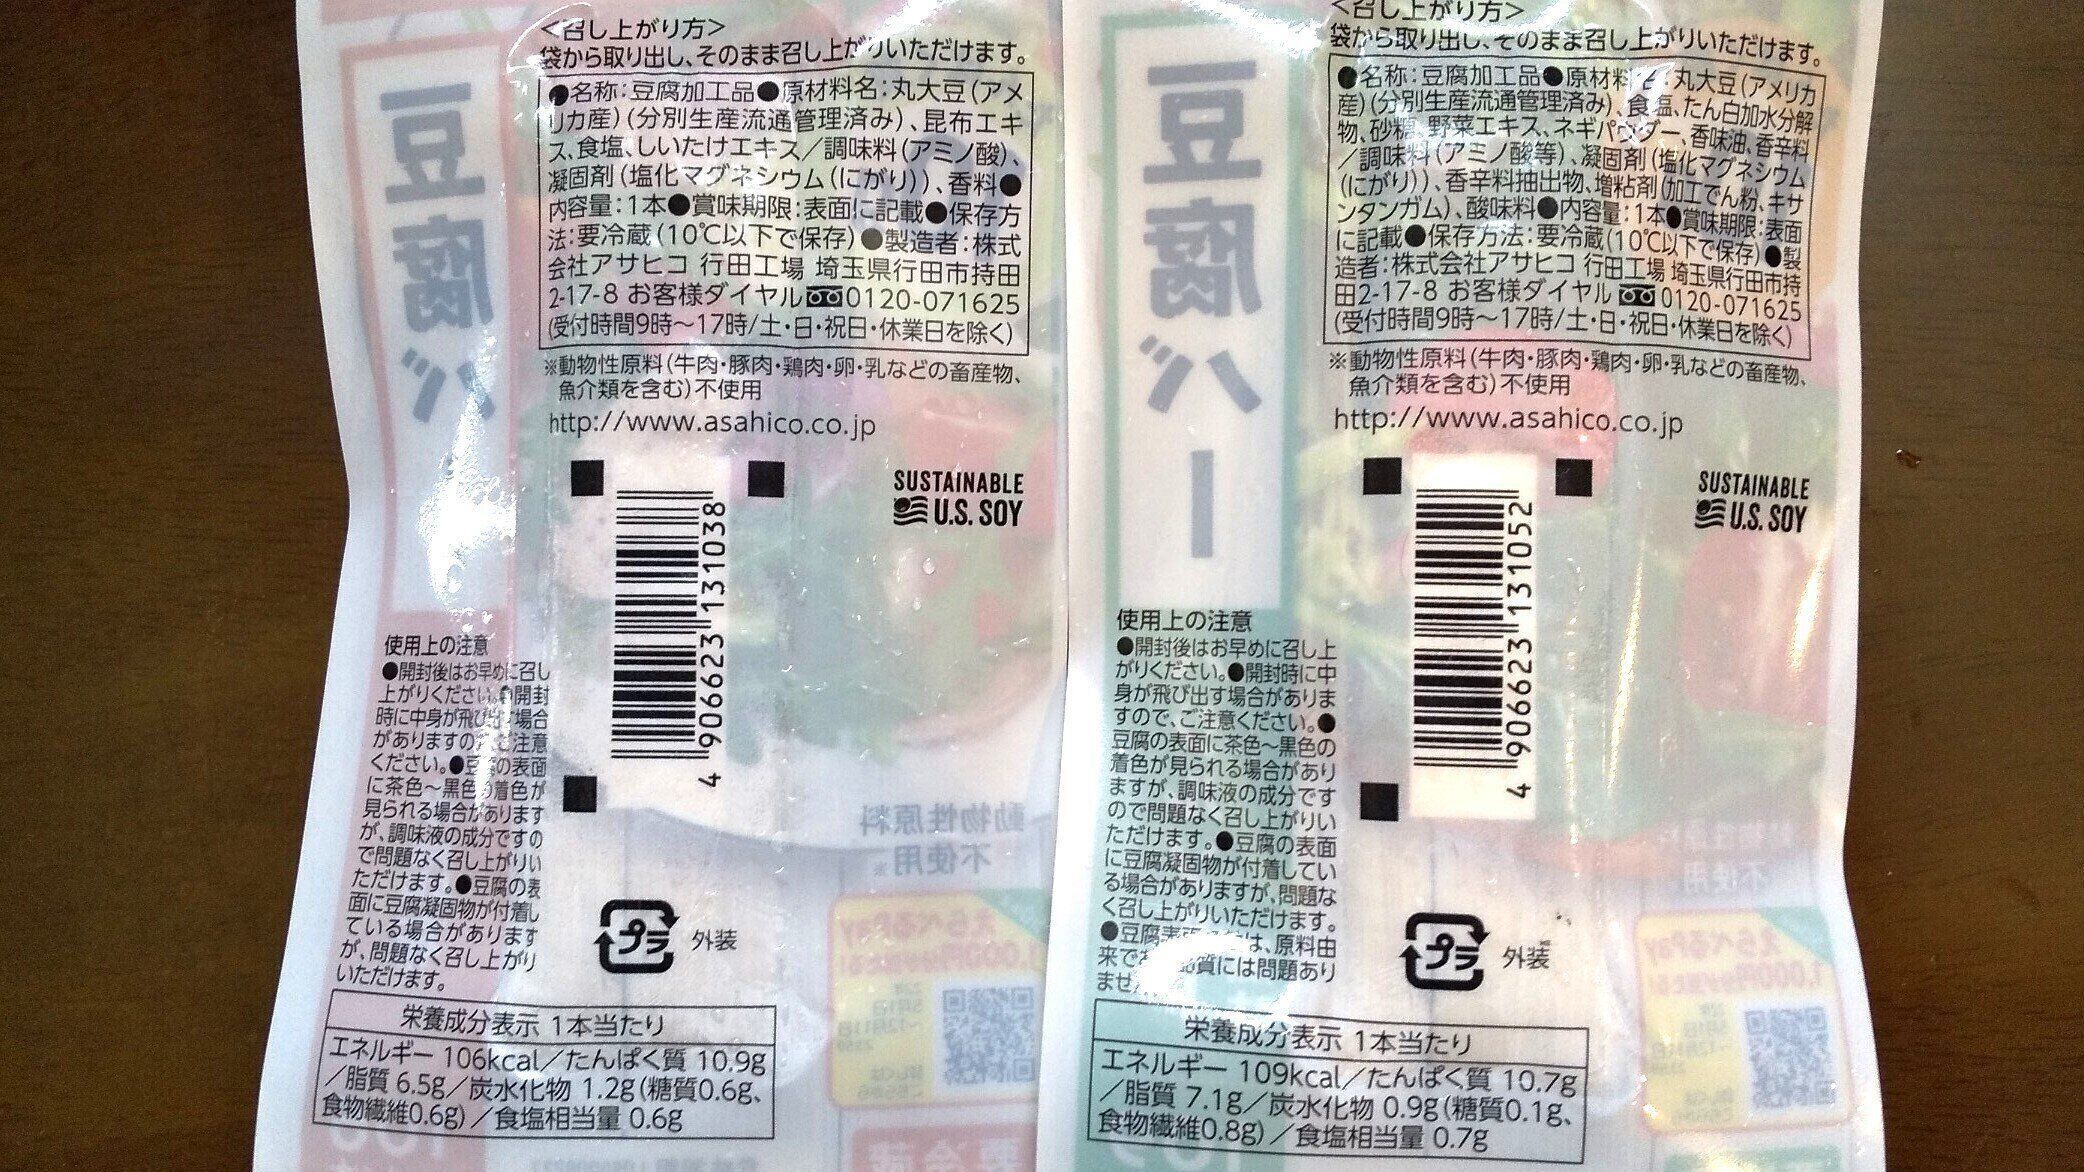 <召し上がり方>
袋から取り出し、そのまま召し上がりいただけます。
●名称:豆腐加工品●原材料名:丸大豆(アメ
リカ産)(分別生産流通管理済み)、昆布エキ
ス、食塩、しいたけエキス/調味料(アミノ酸)、
凝固剤(塩化マグネシウム(にがり))、香料●
内容量:1本●賞味期限:表面に記載●保存方
法:要冷蔵(10℃以下で保存)●製造者:株式
会社アサヒコ 行田工場 埼玉県行田市持田
2-17-8 お客様ダイヤル 0120-071625
(受付時間9時~17時/土・日・祝日・休業日を除く)
※動物性原料(牛肉・豚肉・鶏肉・卵・乳などの畜産物、
魚介類を含む)不使用
http://www.asahico.co.jp
SUSTAINABLE
U.S. SOY
4 906623 131038
豆腐バ
使用上の注意
●開封後はお早めに召し
上がりください。●開封
時に中身が飛び出す場合
がありますので、ご注意
ください。●豆腐の表面
に茶色~黒色の着色が
見られる場合があります
が、調味液の成分ですの
で問題なく召し上がりい
ただけます。●豆腐の表
面に豆腐凝固物が付着し
ている場合があります
が、問題なく召し上がり
いただけます。
動物性原料
不使用※
プラ 外装
栄養成分表示 1本当たり
エネルギー 106kcal/たんぱく質 10.9g
/脂質 6.5g/炭水化物 1.2g(糖質0.6g、
食物繊維0.6g)/食塩相当量 0.6g
<召し上がり方>
袋から取り出し、そのまま召し上がりいただけます。
●名称:豆腐加工品●原材料名:丸大豆(アメリカ
産)(分別生産流通管理済み)、食塩、たん白加水分解
物、砂糖、野菜エキス、ネギパウダー、香味油、香辛料
/調味料(アミノ酸等)、凝固剤(塩化マグネシウム
(にがり))、香辛料抽出物、増粘剤(加工でん粉、キサ
ンタンガム)、酸味料●内容量:1本●賞味期限:表面
に記載●保存方法:要冷蔵(10℃以下で保存)●製
造者:株式会社アサヒコ 行田工場 埼玉県行田市持
田2-17-8 お客様ダイヤル 0120-071625
(受付時間9時~17時/土・日・祝日・休業日を除く)
※動物性原料(牛肉・豚肉・鶏肉・卵・乳などの畜産物、
魚介類を含む)不使用
http://www.asahico.co.jp
SUSTAINABLE
U.S. SOY
4 906623 131052
豆腐バー
使用上の注意
●開封後はお早めに召し上
がりください。●開封時に中
身が飛び出す場合がありま
すので、ご注意ください。●
豆腐の表面に茶色~黒色の
着色が見られる場合があり
ますが、調味液の成分です
ので問題なく召し上がりい
ただけます。●豆腐の表面
に豆腐凝固物が付着してい
る場合がありますが、問題な
く召し上がりいただけます。
●豆腐表面 は、原料由
来で 品質には問題あり
ませ
プラ 外装
栄養成分表示 1本当たり
エネルギー 109kcal/たんぱく質 10.7g
/脂質 7.1g/炭水化物 0.9g(糖質0.1g、
食物繊維0.8g)/食塩相当量 0.7g